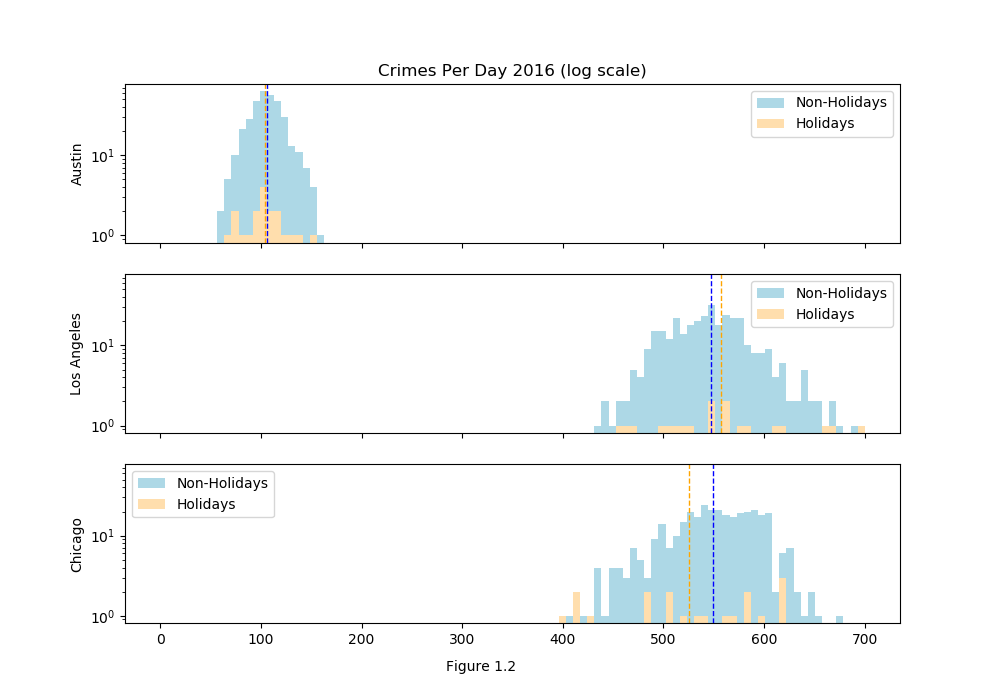 Crimes Per Day 2016 (log scale)
Austin
10¹
10⁰
Non-Holidays
Holidays
Los Angeles
10¹
10⁰
Non-Holidays
Holidays
Chicago
10¹
10⁰
Non-Holidays
Holidays
0 100 200 300 400 500 600 700
Figure 1.2